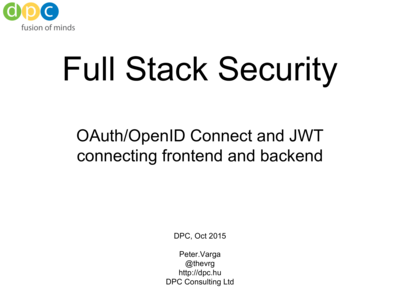 dpc
fusion of minds
Full Stack Security
OAuth/OpenID Connect and JWT
connecting frontend and backend
DPC, Oct 2015
Peter.Varga
@thevrg
http://dpc.hu
DPC Consulting Ltd